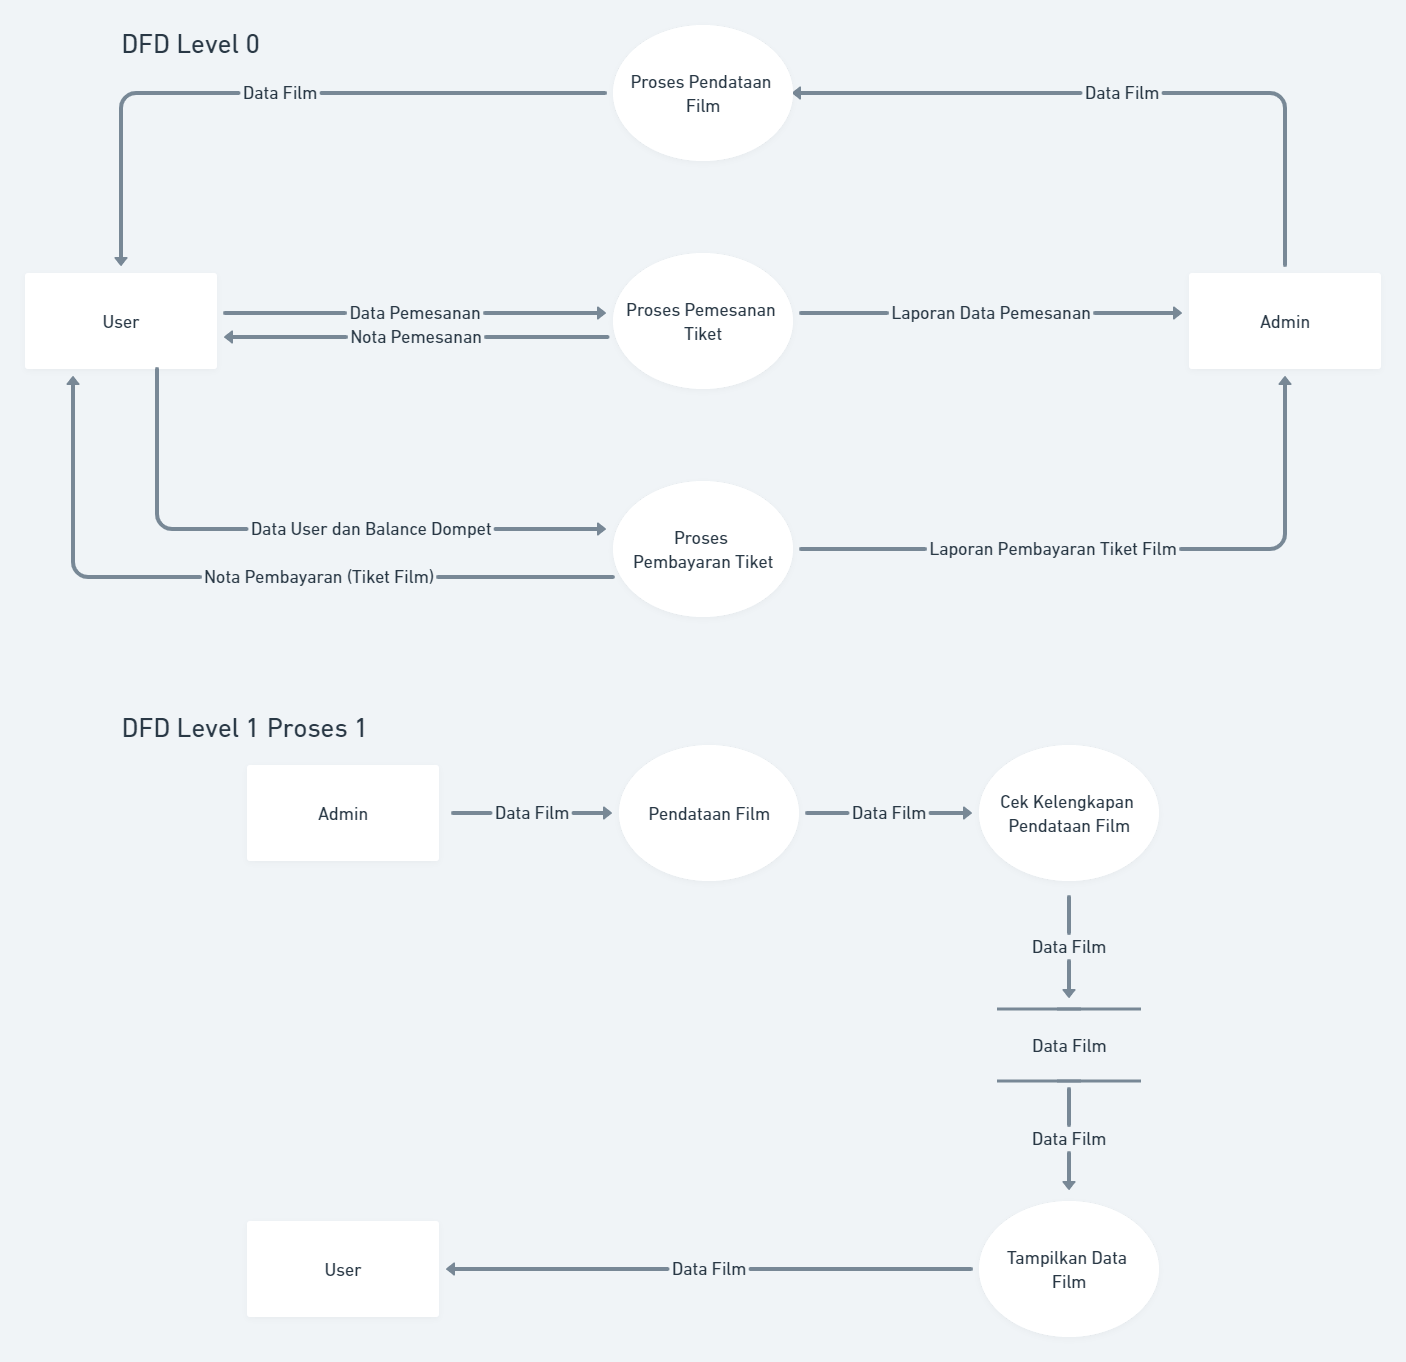 DFD Level 0
Data Film
Proses Pendataan
Film
Data Film
User
Data Pemesanan
Nota Pemesanan
Proses Pemesanan
Tiket
Laporan Data Pemesanan
Admin
Data User dan Balance Dompet
Nota Pembayaran (Tiket Film)
Proses
Pembayaran Tiket
Laporan Pembayaran Tiket Film
DFD Level 1 Proses 1
Admin
Data Film
Pendataan Film
Data Film
Cek Kelengkapan
Pendataan Film
Data Film
Data Film
Data Film
User
Data Film
Tampilkan Data
Film